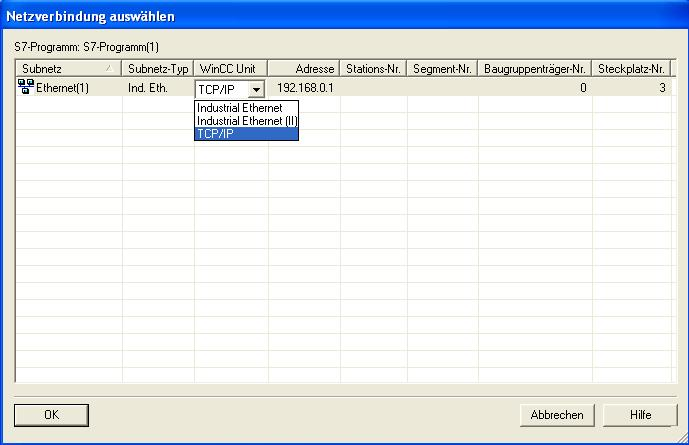 Netzverbindung auswählen
S7-Programm: S7-Programm(1)
Subnetz Subnetz-Typ WinCC Unit Adresse Stations-Nr. Segment-Nr. Baugruppenträger-Nr. Steckplatz-Nr.
Ethernet(1) Ind. Eth. TCP/IP 192.168.0.1 0 3
Industrial Ethernet
Industrial Ethernet (II)
TCP/IP
OK Abbrechen Hilfe